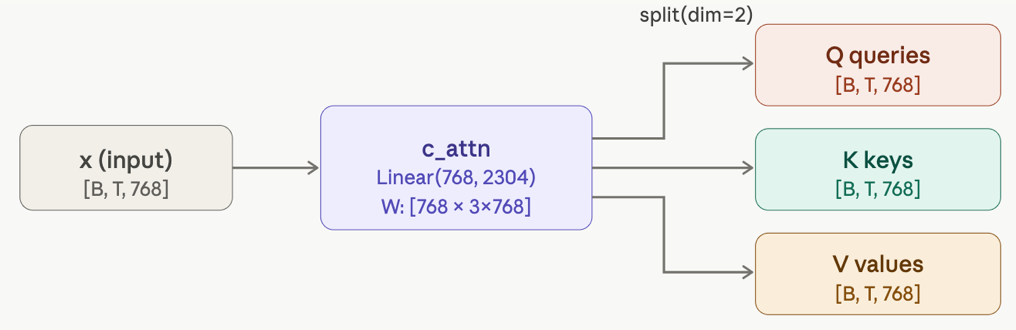 split(dim=2)
x (input)
[B, T, 768]
c_attn
Linear(768, 2304)
W: [768 × 3×768]
Q queries
[B, T, 768]
K keys
[B, T, 768]
V values
[B, T, 768]